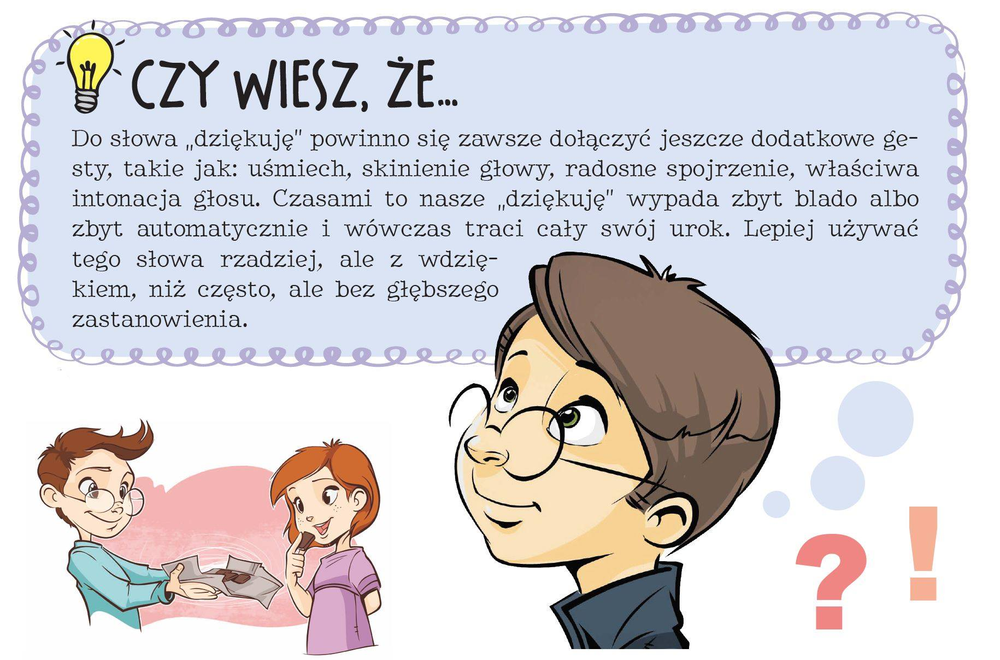 CZY WIESZ, ŻE...
Do słowa „dziękuję" powinno się zawsze dołączyć jeszcze dodatkowe ge-
sty, takie jak: uśmiech, skinienie głowy, radosne spojrzenie, właściwa
intonacja głosu. Czasami to nasze „dziękuję" wypada zbyt blado albo
zbyt automatycznie i wówczas traci cały swój urok. Lepiej używać
tego słowa rzadziej, ale z wdzię-
kiem, niż często, ale bez głębszego
zastanowienia.
? !